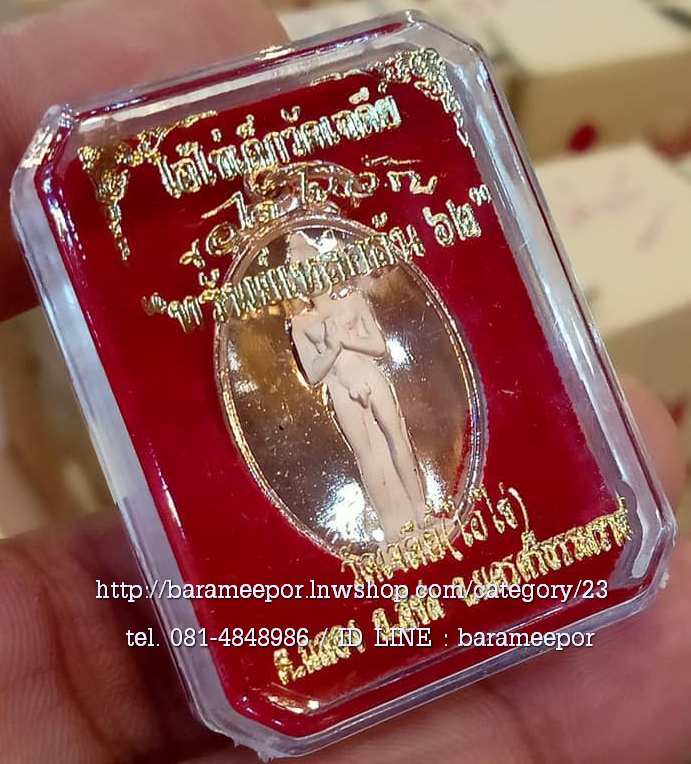 ไอ้ไข่เด็กวัดเจดีย์
๖๒"
วัดเจดีย์(ไอ้ไข่)
http://barameepor.lnwshop.com/category/23
ต.ฉลอง อ.สิชล จ.นครศรีธรรมราช
tel. 081-4848986 / ID LINE : barameepor